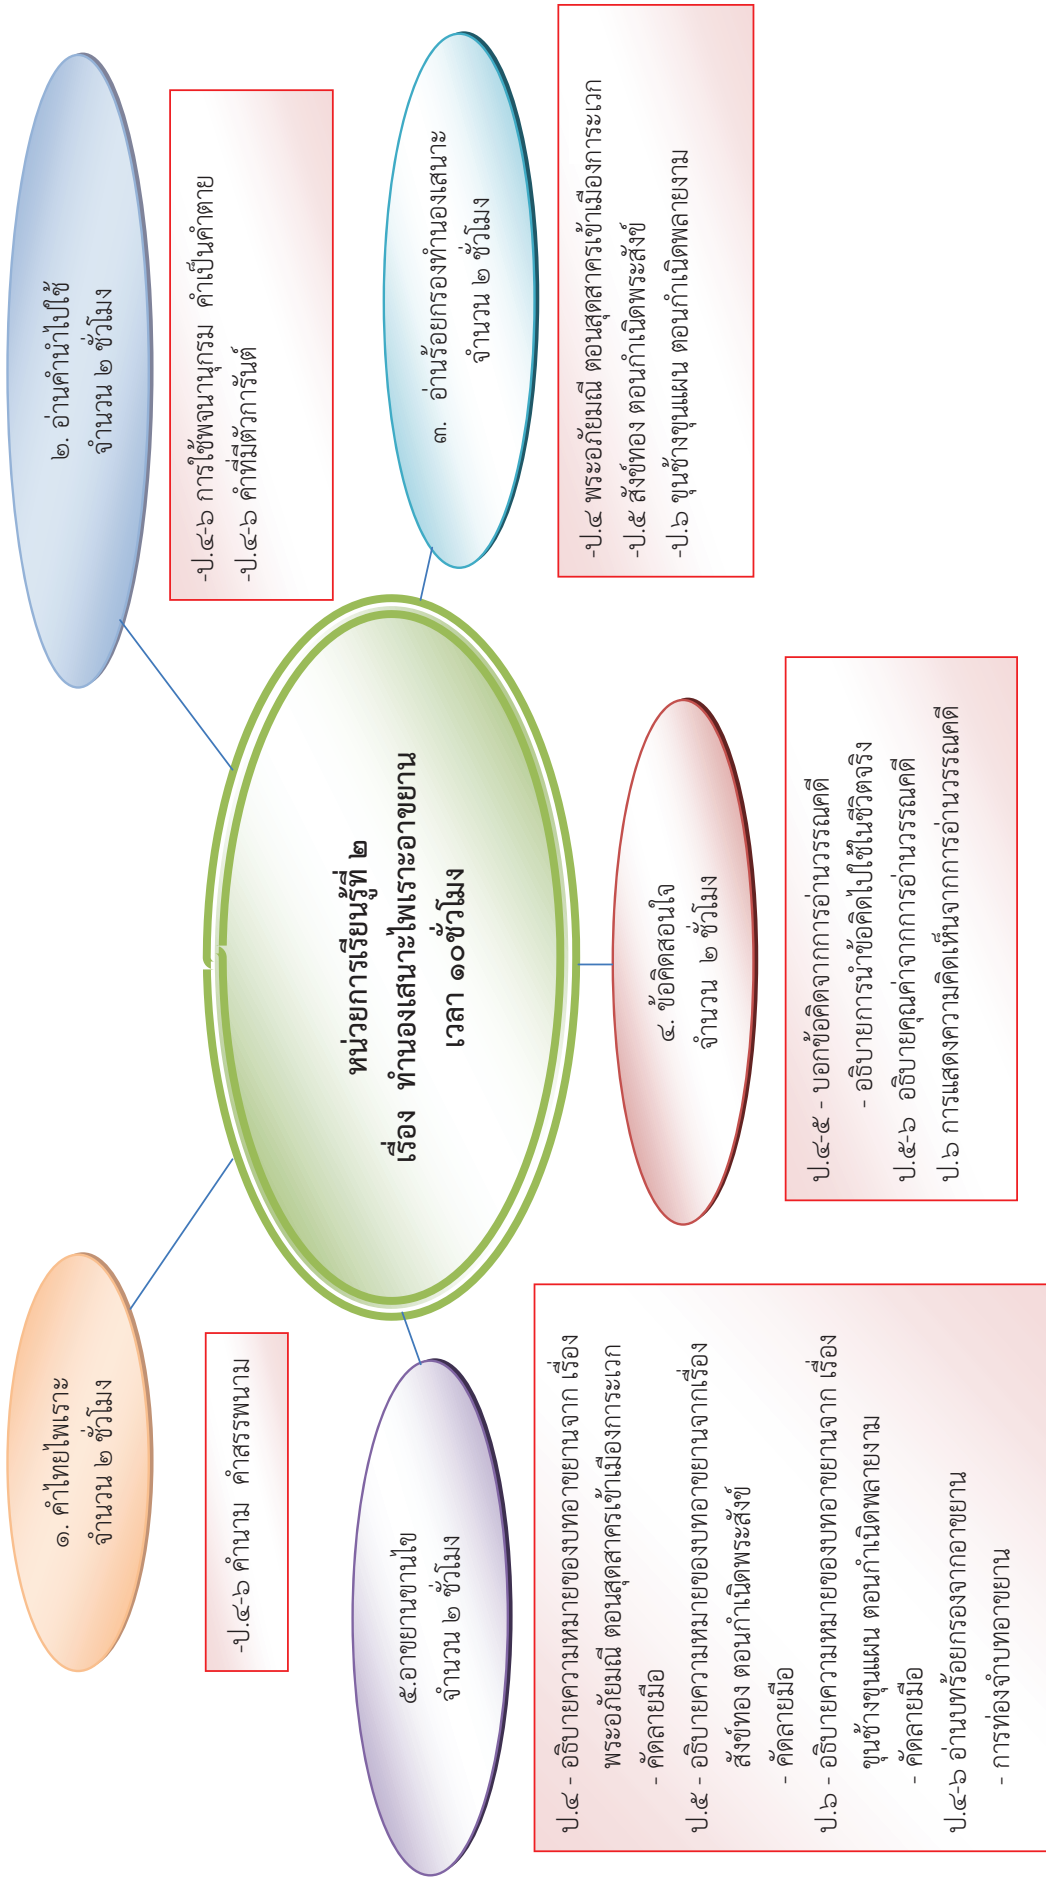 หน่วยการเรียนรู้ที่ ๒
เรื่อง ทำนองเสนาะไพเราะอาขยาน
เวลา ๑๐ชั่วโมง
๑. คำไทยไพเราะ
จำนวน ๒ ชั่วโมง
-ป.๔-๖ คำนาม คำสรรพนาม
๒. อ่านคำนำไปใช้
จำนวน ๒ ชั่วโมง
-ป.๔-๖ การใช้พจนานุกรม คำเป็นคำตาย
-ป.๔-๖ คำที่มีตัวการันต์
๓. อ่านร้อยกรองทำนองเสนาะ
จำนวน ๒ ชั่วโมง
-ป.๔ พระอภัยมณี ตอนสุดสาครเข้าเมืองการะเวก
-ป.๕ สังข์ทอง ตอนกำเนิดพระสังข์
-ป.๖ ขุนช้างขุนแผน ตอนกำเนิดพลายงาม
๔. ข้อคิดสอนใจ
จำนวน ๒ ชั่วโมง
ป.๔-๕ - บอกข้อคิดจากการอ่านวรรณคดี
- อธิบายการนำข้อคิดไปใช้ในชีวิตจริง
ป.๕-๖ อธิบายคุณค่าจากการอ่านวรรณคดี
ป.๖ การแสดงความคิดเห็นจากการอ่านวรรณคดี
๕.อาขยานขานไข
จำนวน ๒ ชั่วโมง
ป.๔ - อธิบายความหมายของบทอาขยานจาก เรื่อง
พระอภัยมณี ตอนสุดสาครเข้าเมืองการะเวก
- คัดลายมือ
ป.๕ - อธิบายความหมายของบทอาขยานจากเรื่อง
สังข์ทอง ตอนกำเนิดพระสังข์
- คัดลายมือ
ป.๖ - อธิบายความหมายของบทอาขยานจาก เรื่อง
ขุนช้างขุนแผน ตอนกำเนิดพลายงาม
- คัดลายมือ
ป.๔-๖ อ่านบทร้อยกรองจากอาขยาน
- การท่องจำบทอาขยาน